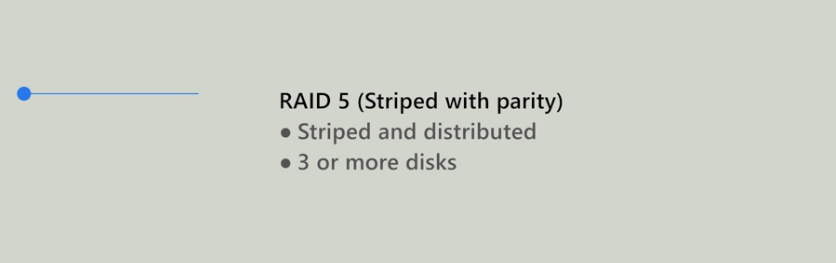 RAID 5 (Striped with parity)
● Striped and distributed
● 3 or more disks